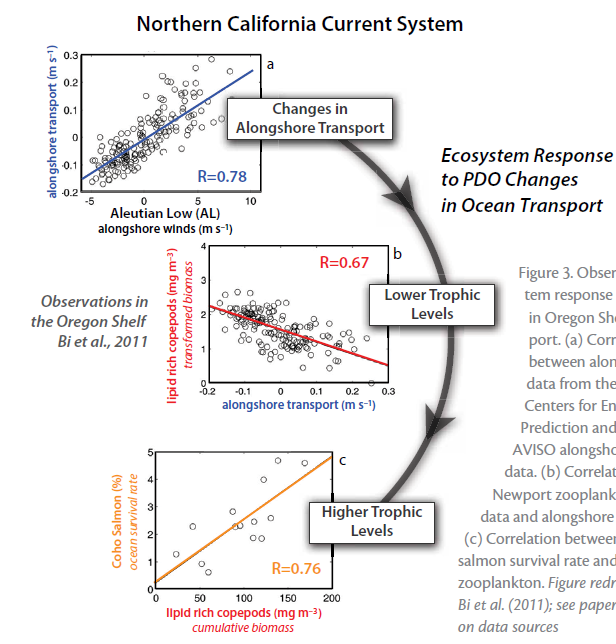 Northern California Current System
alongshore transport (m s⁻¹)
0.3
0.2
0.1
0
-0.1
-0.2
-5
0
5
10
a
R=0.78
Aleutian Low (AL)
alongshore winds (m s⁻¹)
Changes in
Alongshore Transport
Ecosystem Response
to PDO Changes
in Ocean Transport
Observations in
the Oregon Shelf
Bi et al., 2011
lipid rich copepods (mg m⁻³)
transformed biomass
4
3
2
1
0
-0.2
-0.1
0
0.1
0.2
0.3
b
R=0.67
alongshore transport (m s⁻¹)
Lower Trophic
Levels
Coho Salmon (%)
ocean survival rate
5
4
3
2
1
0
0
50
100
150
200
c
R=0.76
lipid rich copepods (mg m⁻³)
cumulative biomass
Higher Trophic
Levels
Figure 3. Obser
tem response
in Oregon She
port. (a) Corr
between alon
data from the
Centers for En
Prediction and
AVISO alongsho
data. (b) Correlat
Newport zooplank
data and alongshore
(c) Correlation between
salmon survival rate and
zooplankton. Figure redr
Bi et al. (2011); see paper
on data sources